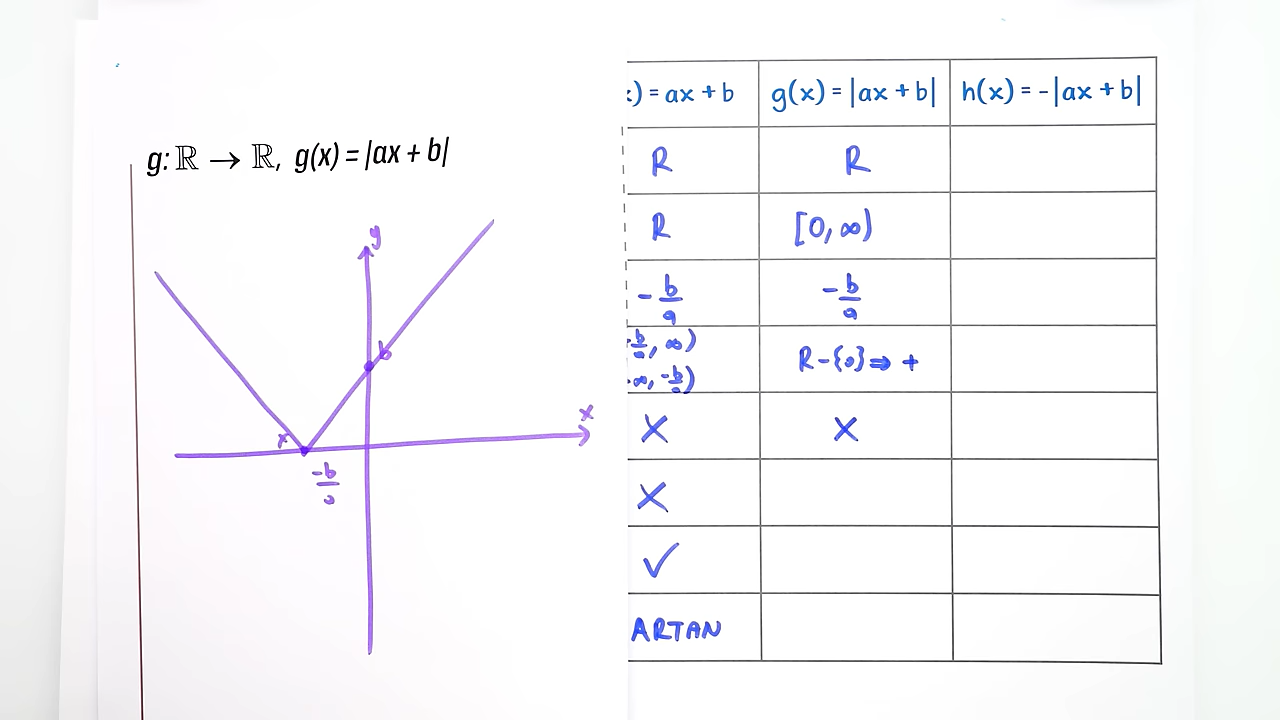 g: ℝ → ℝ, g(x) = |ax + b|
y
b
x
x
-b/a
) = ax + b
g(x) = |ax + b|
h(x) = -|ax + b|
R
R
R
[0, ∞)
-b/a
-b/a
-b/a, ∞)
∞, -b/a)
R-{0} ⇒ +
X
X
X
✓
ARTAN